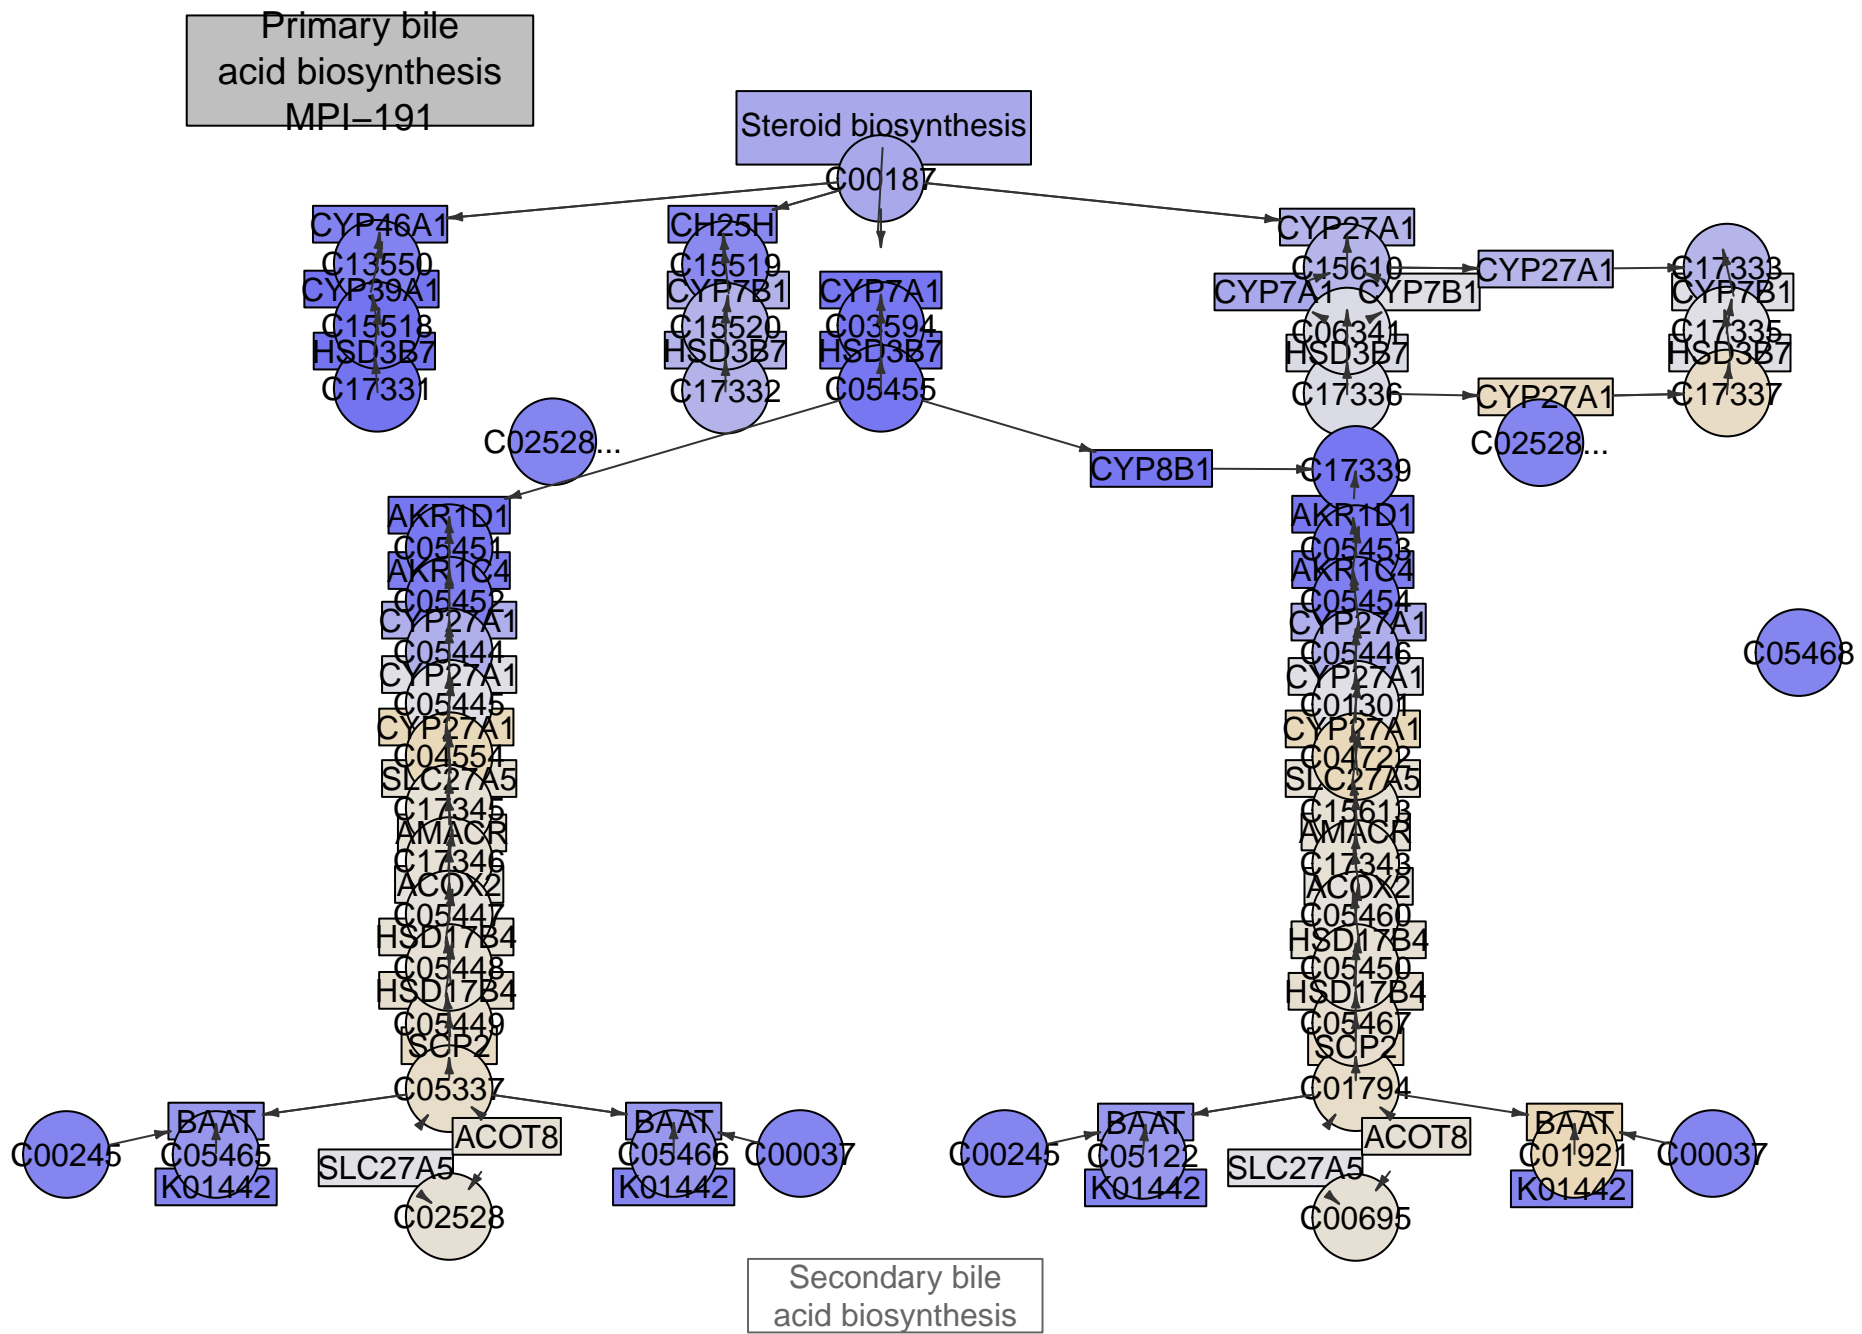 Primary bile
acid biosynthesis
MPI−191
Steroid biosynthesis
C00187
CYP46A1
C13550
CYP39A1
C15518
HSD3B7
C17331
CH25H
C15519
CYP7B1
C15520
HSD3B7
C17332
CYP7A1
C03594
HSD3B7
C05455
CYP27A1
C15610
CYP7A1
CYP7B1
C06341
HSD3B7
C17336
CYP27A1
C17333
CYP7B1
C17335
HSD3B7
CYP27A1
C17337
C02528...
C02528...
CYP8B1
C17339
AKR1D1
C05451
AKR1C4
C05452
CYP27A1
C05444
CYP27A1
C05445
CYP27A1
C04554
SLC27A5
C17345
AMACR
C17346
ACOX2
C05447
HSD17B4
C05448
HSD17B4
C05449
SCP2
C05337
AKR1D1
C05453
AKR1C4
C05454
CYP27A1
C05446
CYP27A1
C01301
CYP27A1
C04722
SLC27A5
C15613
AMACR
C17343
ACOX2
C05460
HSD17B4
C05450
HSD17B4
C05467
SCP2
C01794
C05468
C00245
BAAT
C05465
K01442
SLC27A5
ACOT8
C02528
BAAT
C05466
K01442
C00037
C00245
BAAT
C05122
K01442
SLC27A5
ACOT8
C00695
BAAT
C01921
K01442
C00037
Secondary bile
acid biosynthesis